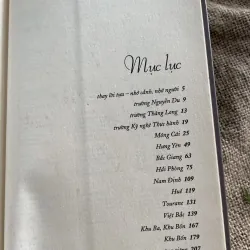 Mục lục
thay lời tựa – nhớ cảnh, nhớ người 5
trường Nguyễn Du 9
trường Thăng Long 13
trường Kỹ nghệ Thực hành 19
Móng Cái 25
Hưng Yên 49
Bắc Giang 63
Hải Phòng 75
Nam Định 109
Huế 119
Tourane 131
Việt Bắc 139
Khu Ba, Khu Bốn 167
Khu Bốn 179
207